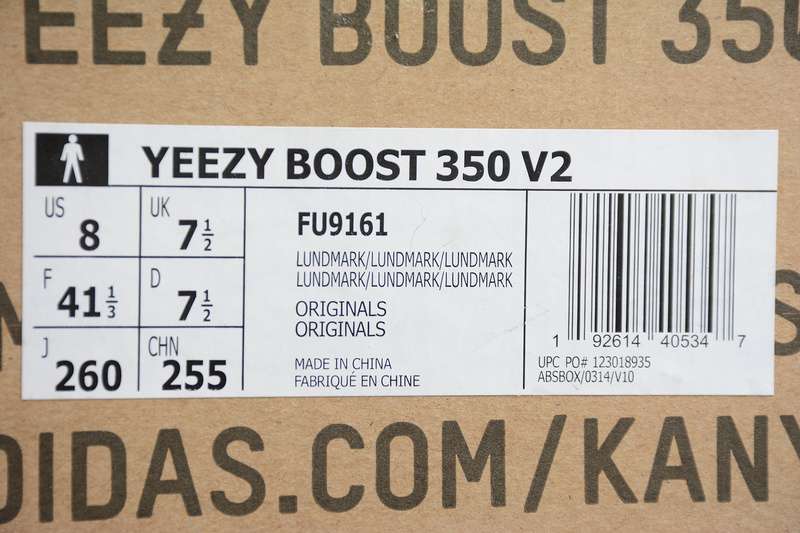 YEEZY BOOST 350
YEEZY BOOST 350 V2
US 8
UK 7 1/2
F 41 1/3
D 7 1/2
J 260
CHN 255
FU9161
LUNDMARK/LUNDMARK/LUNDMARK
LUNDMARK/LUNDMARK/LUNDMARK
ORIGINALS
ORIGINALS
MADE IN CHINA
FABRIQUÉ EN CHINE
1 92614 40534 7
UPC PO# 123018935
ABSBOX/0314/V10
DIDAS.COM/KANY